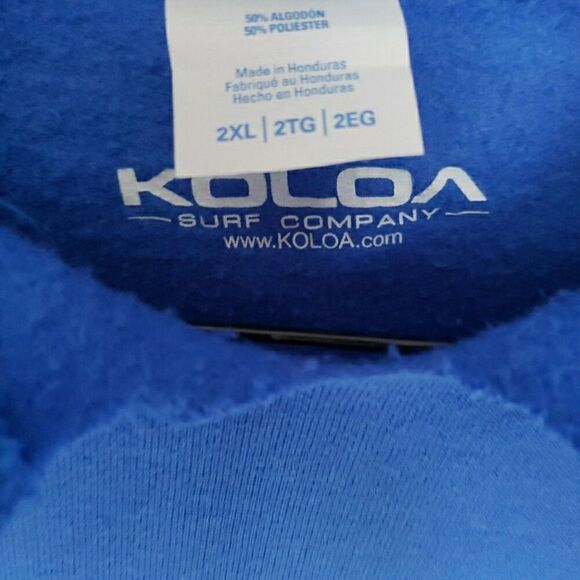 50% ALGODÓN
50% POLIESTER
Made in Honduras
Fabriqué au Honduras
Hecho en Honduras
2XL | 2TG | 2EG
KOLOA
SURF COMPANY
www.KOLOA.com